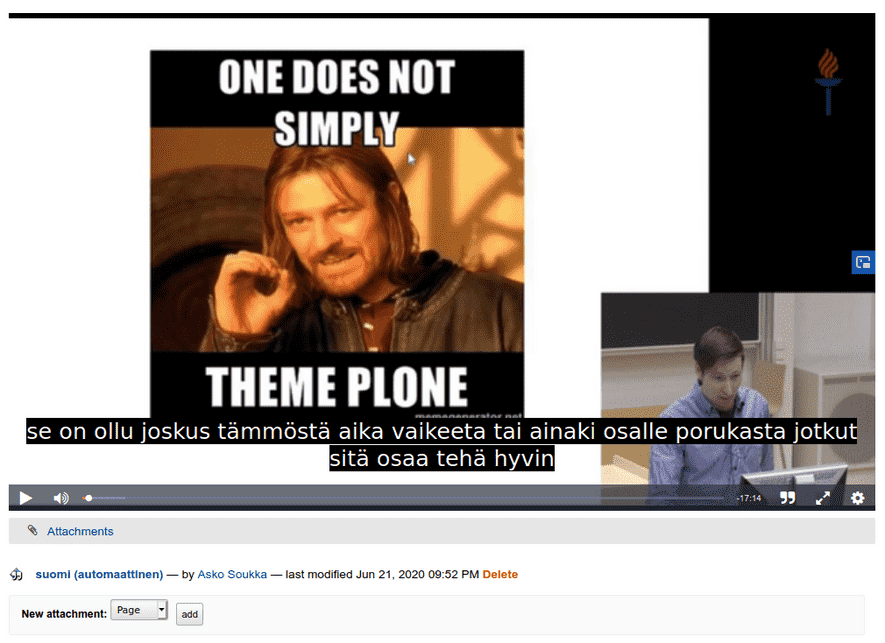 ONE DOES NOT
SIMPLY
THEME PLONE
memegenerator.net
se on ollu joskus tämmöstä aika vaikeeta tai ainaki osalle porukasta jotkut
sitä osaa tehä hyvin
-17:14
Attachments
suomi (automaattinen) — by Asko Soukka — last modified Jun 21, 2020 09:52 PM Delete
New attachment: Page add